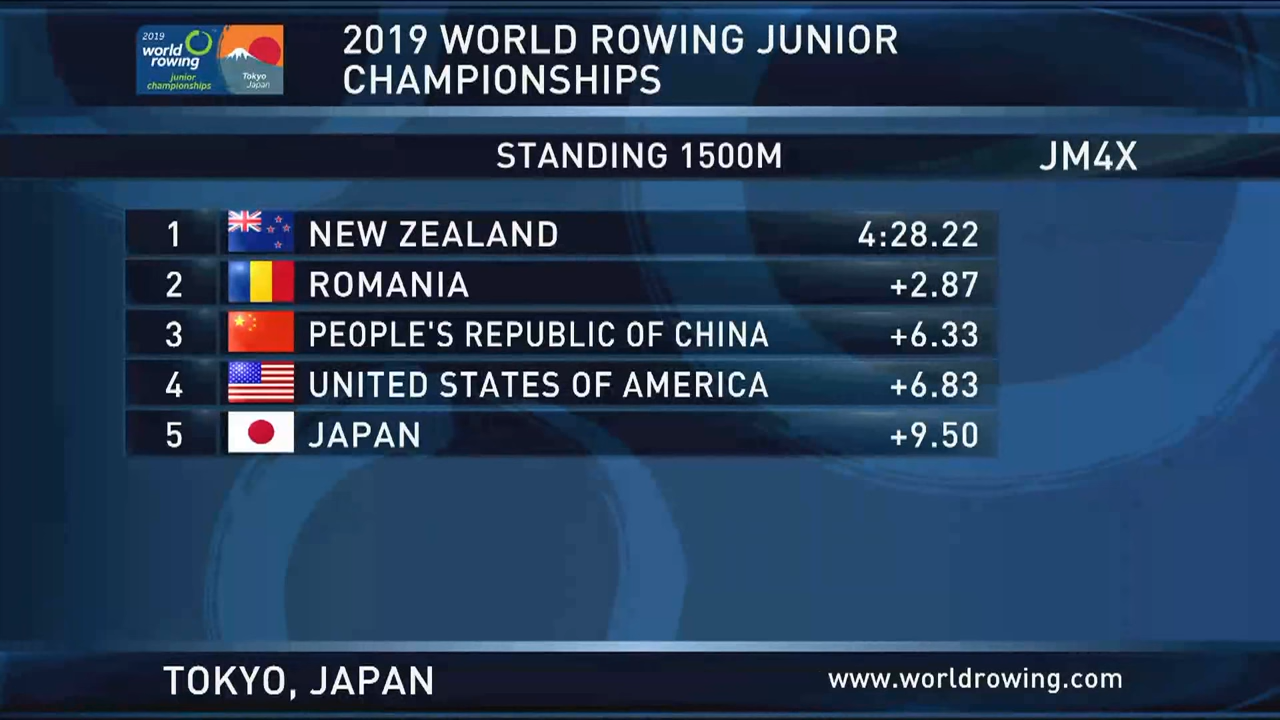 2019
world
rowing
junior
championships
Tokyo
Japan
2019 WORLD ROWING JUNIOR
CHAMPIONSHIPS
STANDING 1500M JM4X
1 NEW ZEALAND 4:28.22
2 ROMANIA +2.87
3 PEOPLE'S REPUBLIC OF CHINA +6.33
4 UNITED STATES OF AMERICA +6.83
5 JAPAN +9.50
TOKYO, JAPAN www.worldrowing.com